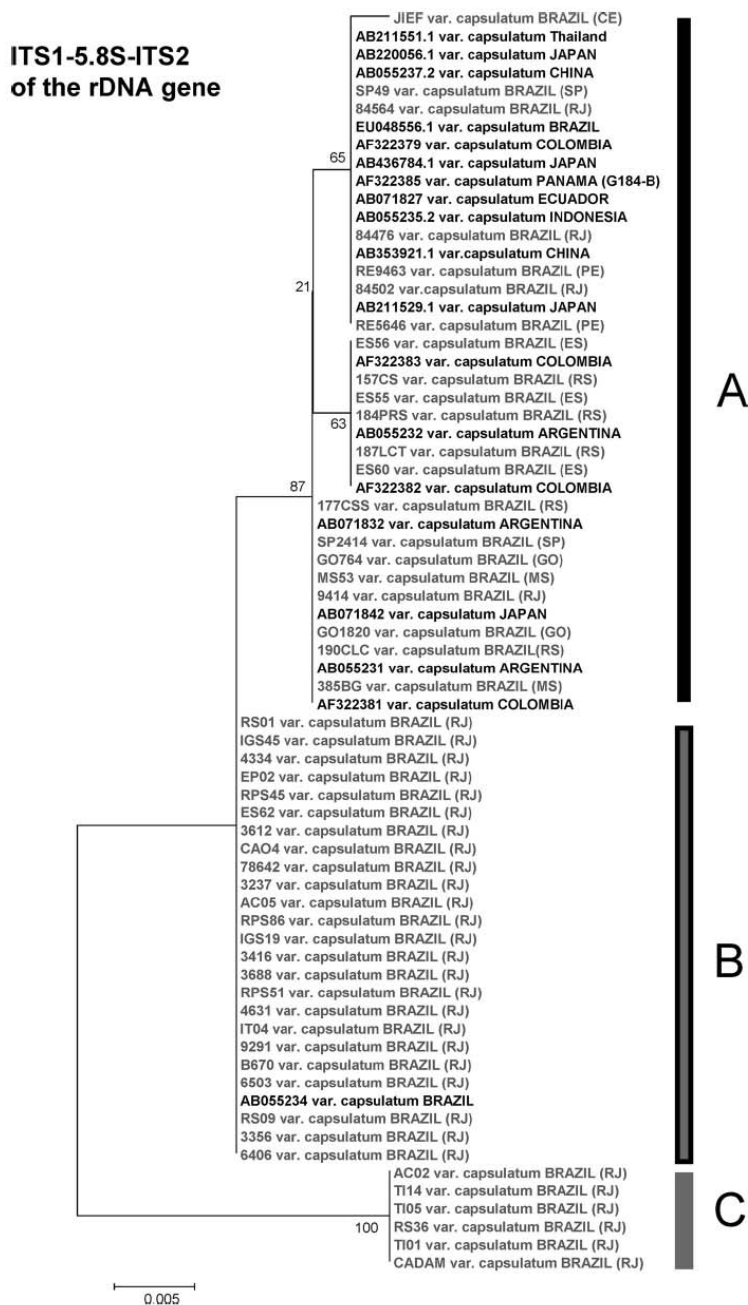 ITS1-5.8S-ITS2
of the rDNA gene
JIEF var. capsulatum BRAZIL (CE)
AB211551.1 var. capsulatum Thailand
AB220056.1 var. capsulatum JAPAN
AB055237.2 var. capsulatum CHINA
SP49 var. capsulatum BRAZIL (SP)
84564 var. capsulatum BRAZIL (RJ)
EU048556.1 var. capsulatum BRAZIL
AF322379 var. capsulatum COLOMBIA
65
AB436784.1 var. capsulatum JAPAN
AF322385 var. capsulatum PANAMA (G184-B)
AB071827 var. capsulatum ECUADOR
AB055235.2 var. capsulatum INDONESIA
84476 var. capsulatum BRAZIL (RJ)
AB353921.1 var.capsulatum CHINA
RE9463 var. capsulatum BRAZIL (PE)
21
84502 var.capsulatum BRAZIL (RJ)
AB211529.1 var. capsulatum JAPAN
RE5646 var. capsulatum BRAZIL (PE)
ES56 var. capsulatum BRAZIL (ES)
AF322383 var. capsulatum COLOMBIA
157CS var. capsulatum BRAZIL (RS)
ES55 var. capsulatum BRAZIL (ES)
A
184PRS var. capsulatum BRAZIL (RS)
63
AB055232 var. capsulatum ARGENTINA
187LCT var. capsulatum BRAZIL (RS)
ES60 var. capsulatum BRAZIL (ES)
87
AF322382 var. capsulatum COLOMBIA
177CSS var. capsulatum BRAZIL (RS)
AB071832 var. capsulatum ARGENTINA
SP2414 var. capsulatum BRAZIL (SP)
GO764 var. capsulatum BRAZIL (GO)
MS53 var. capsulatum BRAZIL (MS)
9414 var. capsulatum BRAZIL (RJ)
AB071842 var. capsulatum JAPAN
GO1820 var. capsulatum BRAZIL (GO)
190CLC var. capsulatum BRAZIL(RS)
AB055231 var. capsulatum ARGENTINA
385BG var. capsulatum BRAZIL (MS)
AF322381 var. capsulatum COLOMBIA
RS01 var. capsulatum BRAZIL (RJ)
IGS45 var. capsulatum BRAZIL (RJ)
4334 var. capsulatum BRAZIL (RJ)
EP02 var. capsulatum BRAZIL (RJ)
RPS45 var. capsulatum BRAZIL (RJ)
ES62 var. capsulatum BRAZIL (RJ)
3612 var. capsulatum BRAZIL (RJ)
CAO4 var. capsulatum BRAZIL (RJ)
78642 var. capsulatum BRAZIL (RJ)
3237 var. capsulatum BRAZIL (RJ)
AC05 var. capsulatum BRAZIL (RJ)
RPS86 var. capsulatum BRAZIL (RJ)
IGS19 var. capsulatum BRAZIL (RJ)
3416 var. capsulatum BRAZIL (RJ)
B
3688 var. capsulatum BRAZIL (RJ)
RPS51 var. capsulatum BRAZIL (RJ)
4631 var. capsulatum BRAZIL (RJ)
IT04 var. capsulatum BRAZIL (RJ)
9291 var. capsulatum BRAZIL (RJ)
B670 var. capsulatum BRAZIL (RJ)
6503 var. capsulatum BRAZIL (RJ)
AB055234 var. capsulatum BRAZIL
RS09 var. capsulatum BRAZIL (RJ)
3356 var. capsulatum BRAZIL (RJ)
6406 var. capsulatum BRAZIL (RJ)
AC02 var. capsulatum BRAZIL (RJ)
TI14 var. capsulatum BRAZIL (RJ)
TI05 var. capsulatum BRAZIL (RJ)
C
100
RS36 var. capsulatum BRAZIL (RJ)
TI01 var. capsulatum BRAZIL (RJ)
CADAM var. capsulatum BRAZIL (RJ)
0.005